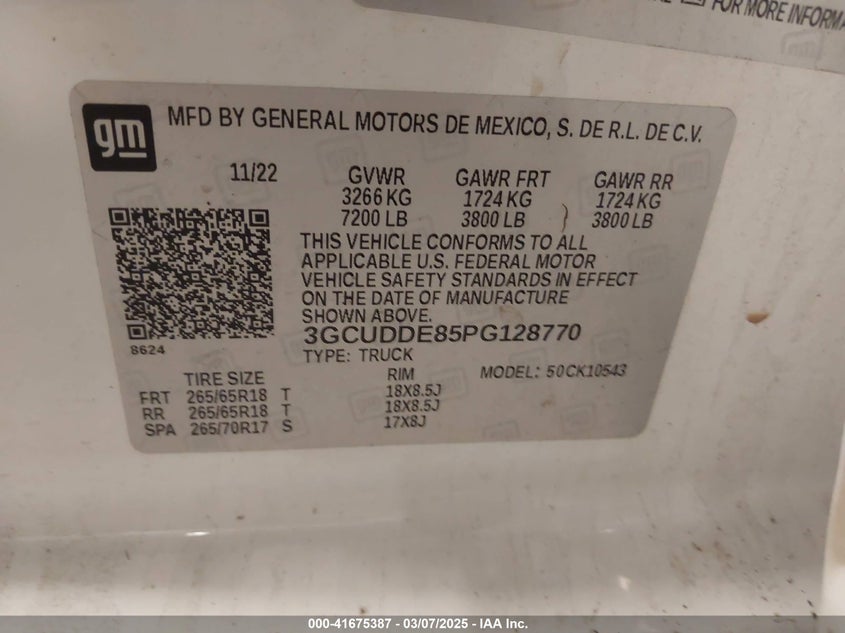 FOR MORE INFORMA
gm
gm
MFD BY GENERAL MOTORS DE MEXICO, S. DE R.L. DE C.V.
11/22
GVWR GAWR FRT GAWR RR
3266 KG 1724 KG 1724 KG
7200 LB 3800 LB } 3800 LB
THIS VEHICLE CONFORMS TO ALL
APPLICABLE U.S. FEDERAL MOTOR
VEHICLE SAFETY STANDARDS IN EFFECT
ON THE DATE OF MANUFACTURE
SHOWN ABOVE.
3GCUDDE85PG128770
8624
TYPE: TRUCK
TIRE SIZE RIM MODEL: 50CK10543
FRT 265/65R18 T 18X8.5J
RR 265/65R18 T 18X8.5J
SPA 265/70R17 S 17X8J
000-41675387 - 03/07/2025 - IAA Inc.